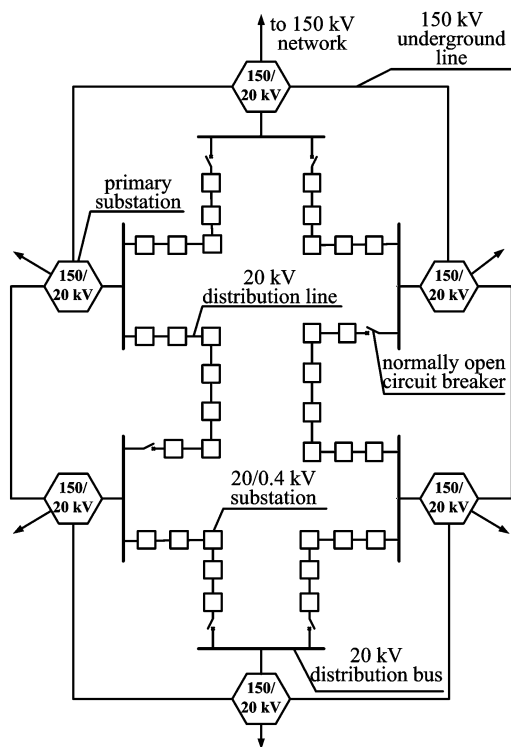 to 150 kV
network
150 kV
underground
line
150/
20 kV
primary
substation
150/
20 kV
20 kV
distribution line
150/
20 kV
normally open
circuit breaker
20/0.4 kV
substation
150/
20 kV
150/
20 kV
20 kV
distribution bus
150/
20 kV